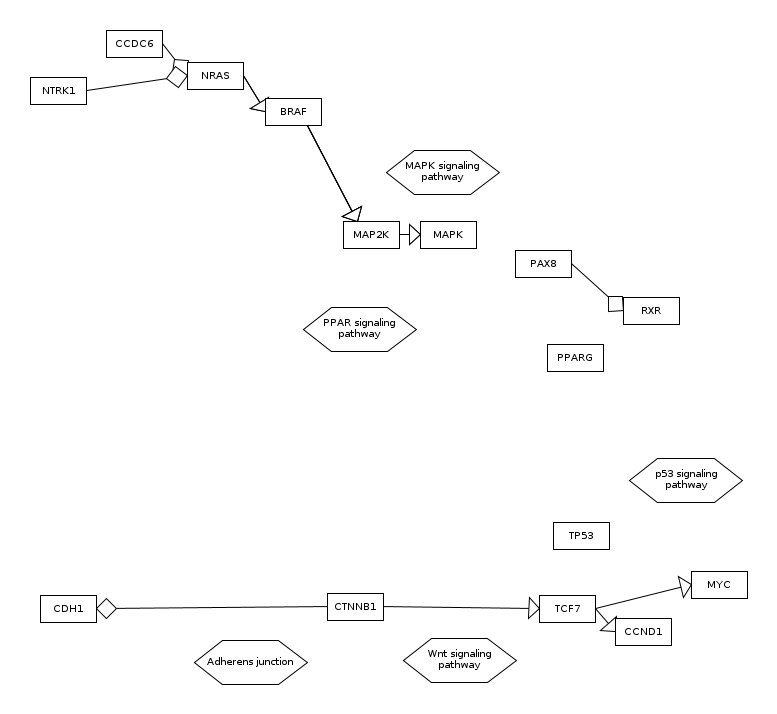 CCDC6
NRAS
NTRK1
BRAF
MAPK signaling
pathway
MAP2K
MAPK
PAX8
RXR
PPAR signaling
pathway
PPARG
p53 signaling
pathway
TP53
MYC
CDH1
CTNNB1
TCF7
CCND1
Adherens junction
Wnt signaling
pathway